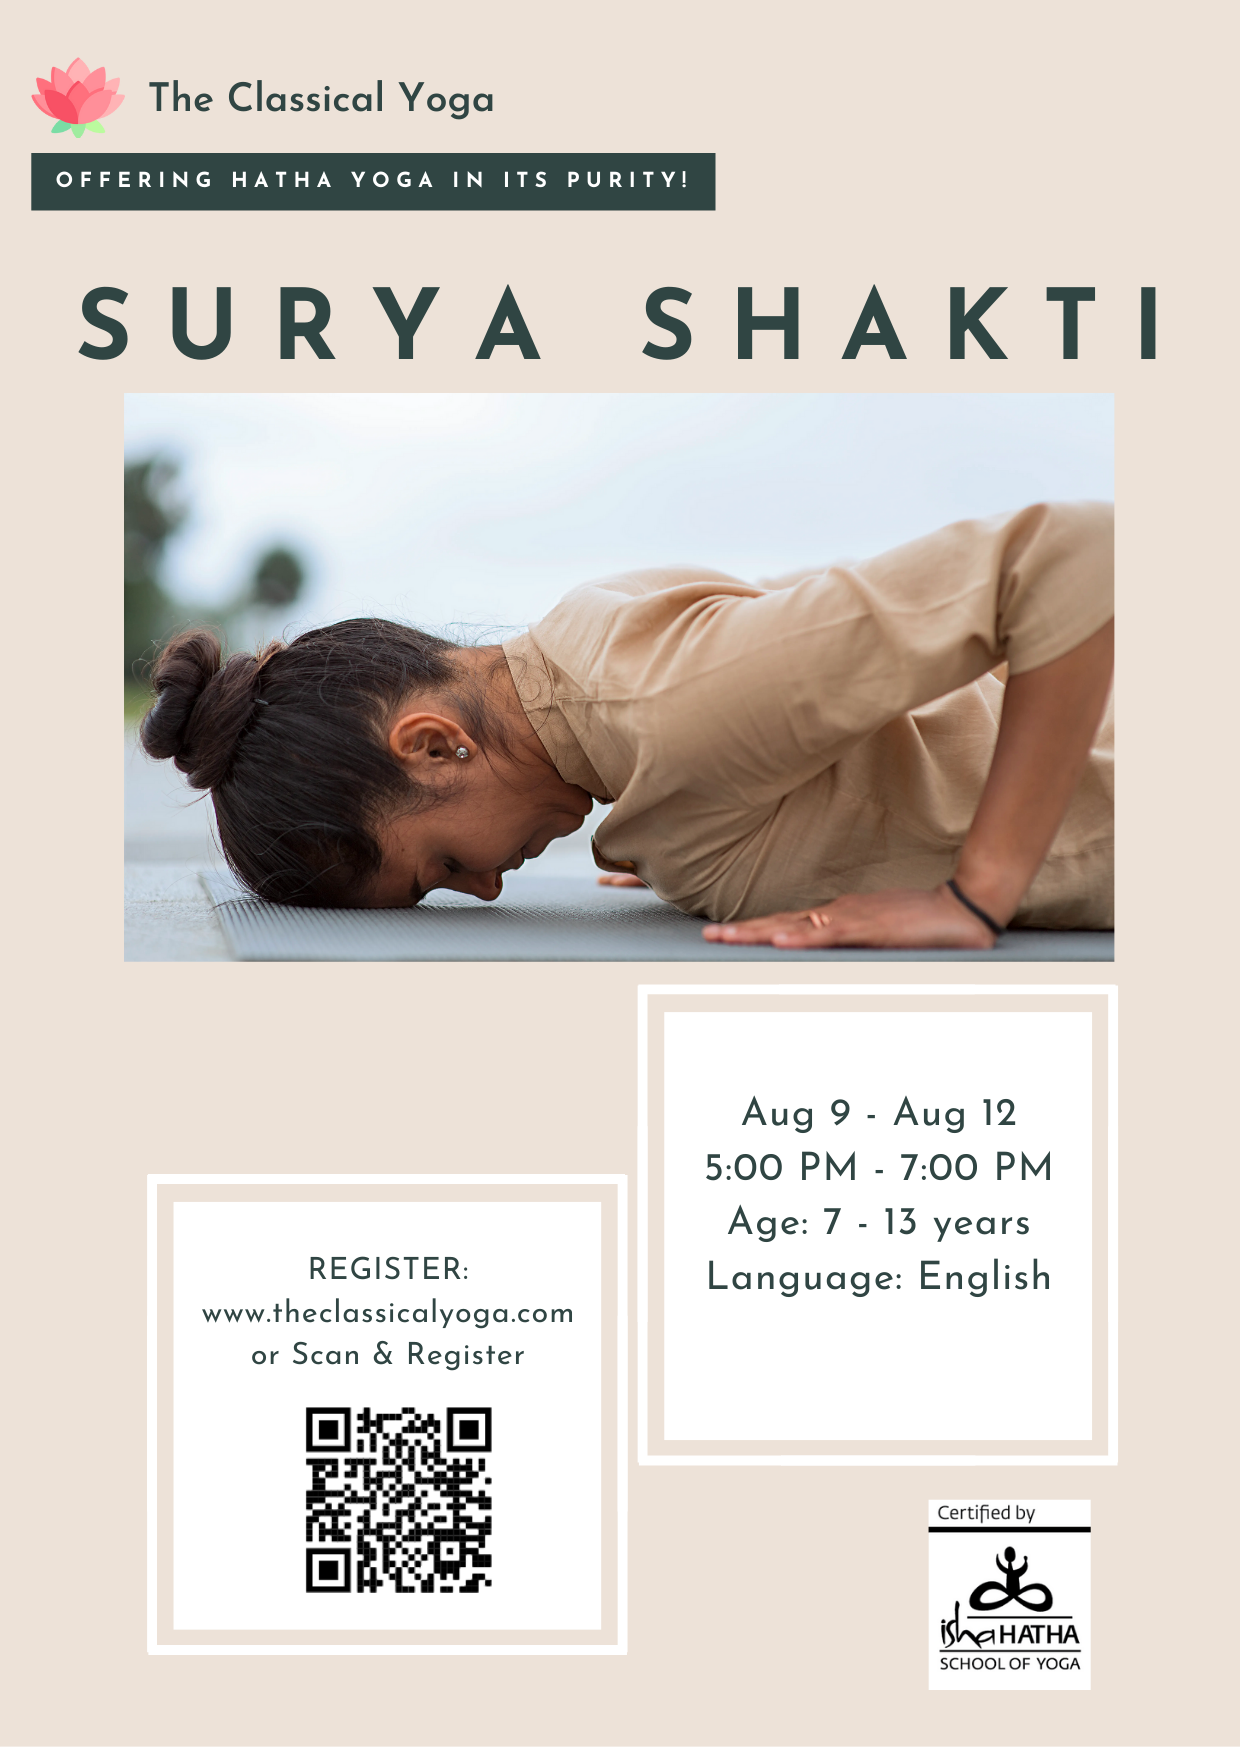 The Classical Yoga
OFFERING HATHA YOGA IN ITS PURITY!
SURYA SHAKTI
Aug 9 - Aug 12
5:00 PM - 7:00 PM
Age: 7 - 13 years
Language: English
REGISTER:
www.theclassicalyoga.com
or Scan & Register
Certified by
isha HATHA
SCHOOL OF YOGA